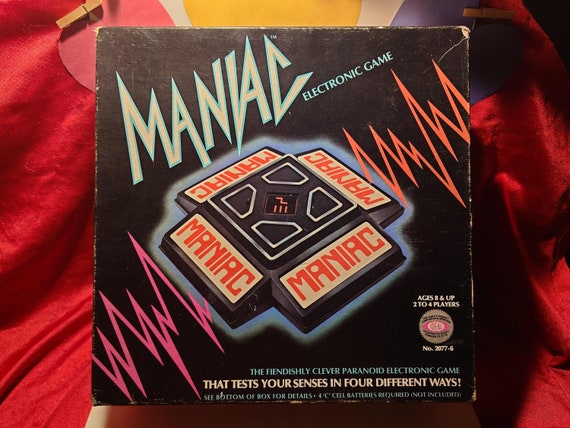 MANIAC™
ELECTRONIC GAME
MANIAC
MANIAC
MANIAC
MANIAC
AGES 8 & UP
2 TO 4 PLAYERS
No. 2077-6
THE FIENDISHLY CLEVER PARANOID ELECTRONIC GAME
THAT TESTS YOUR SENSES IN FOUR DIFFERENT WAYS!
SEE BOTTOM OF BOX FOR DETAILS • 4 'C' CELL BATTERIES REQUIRED (NOT INCLUDED)